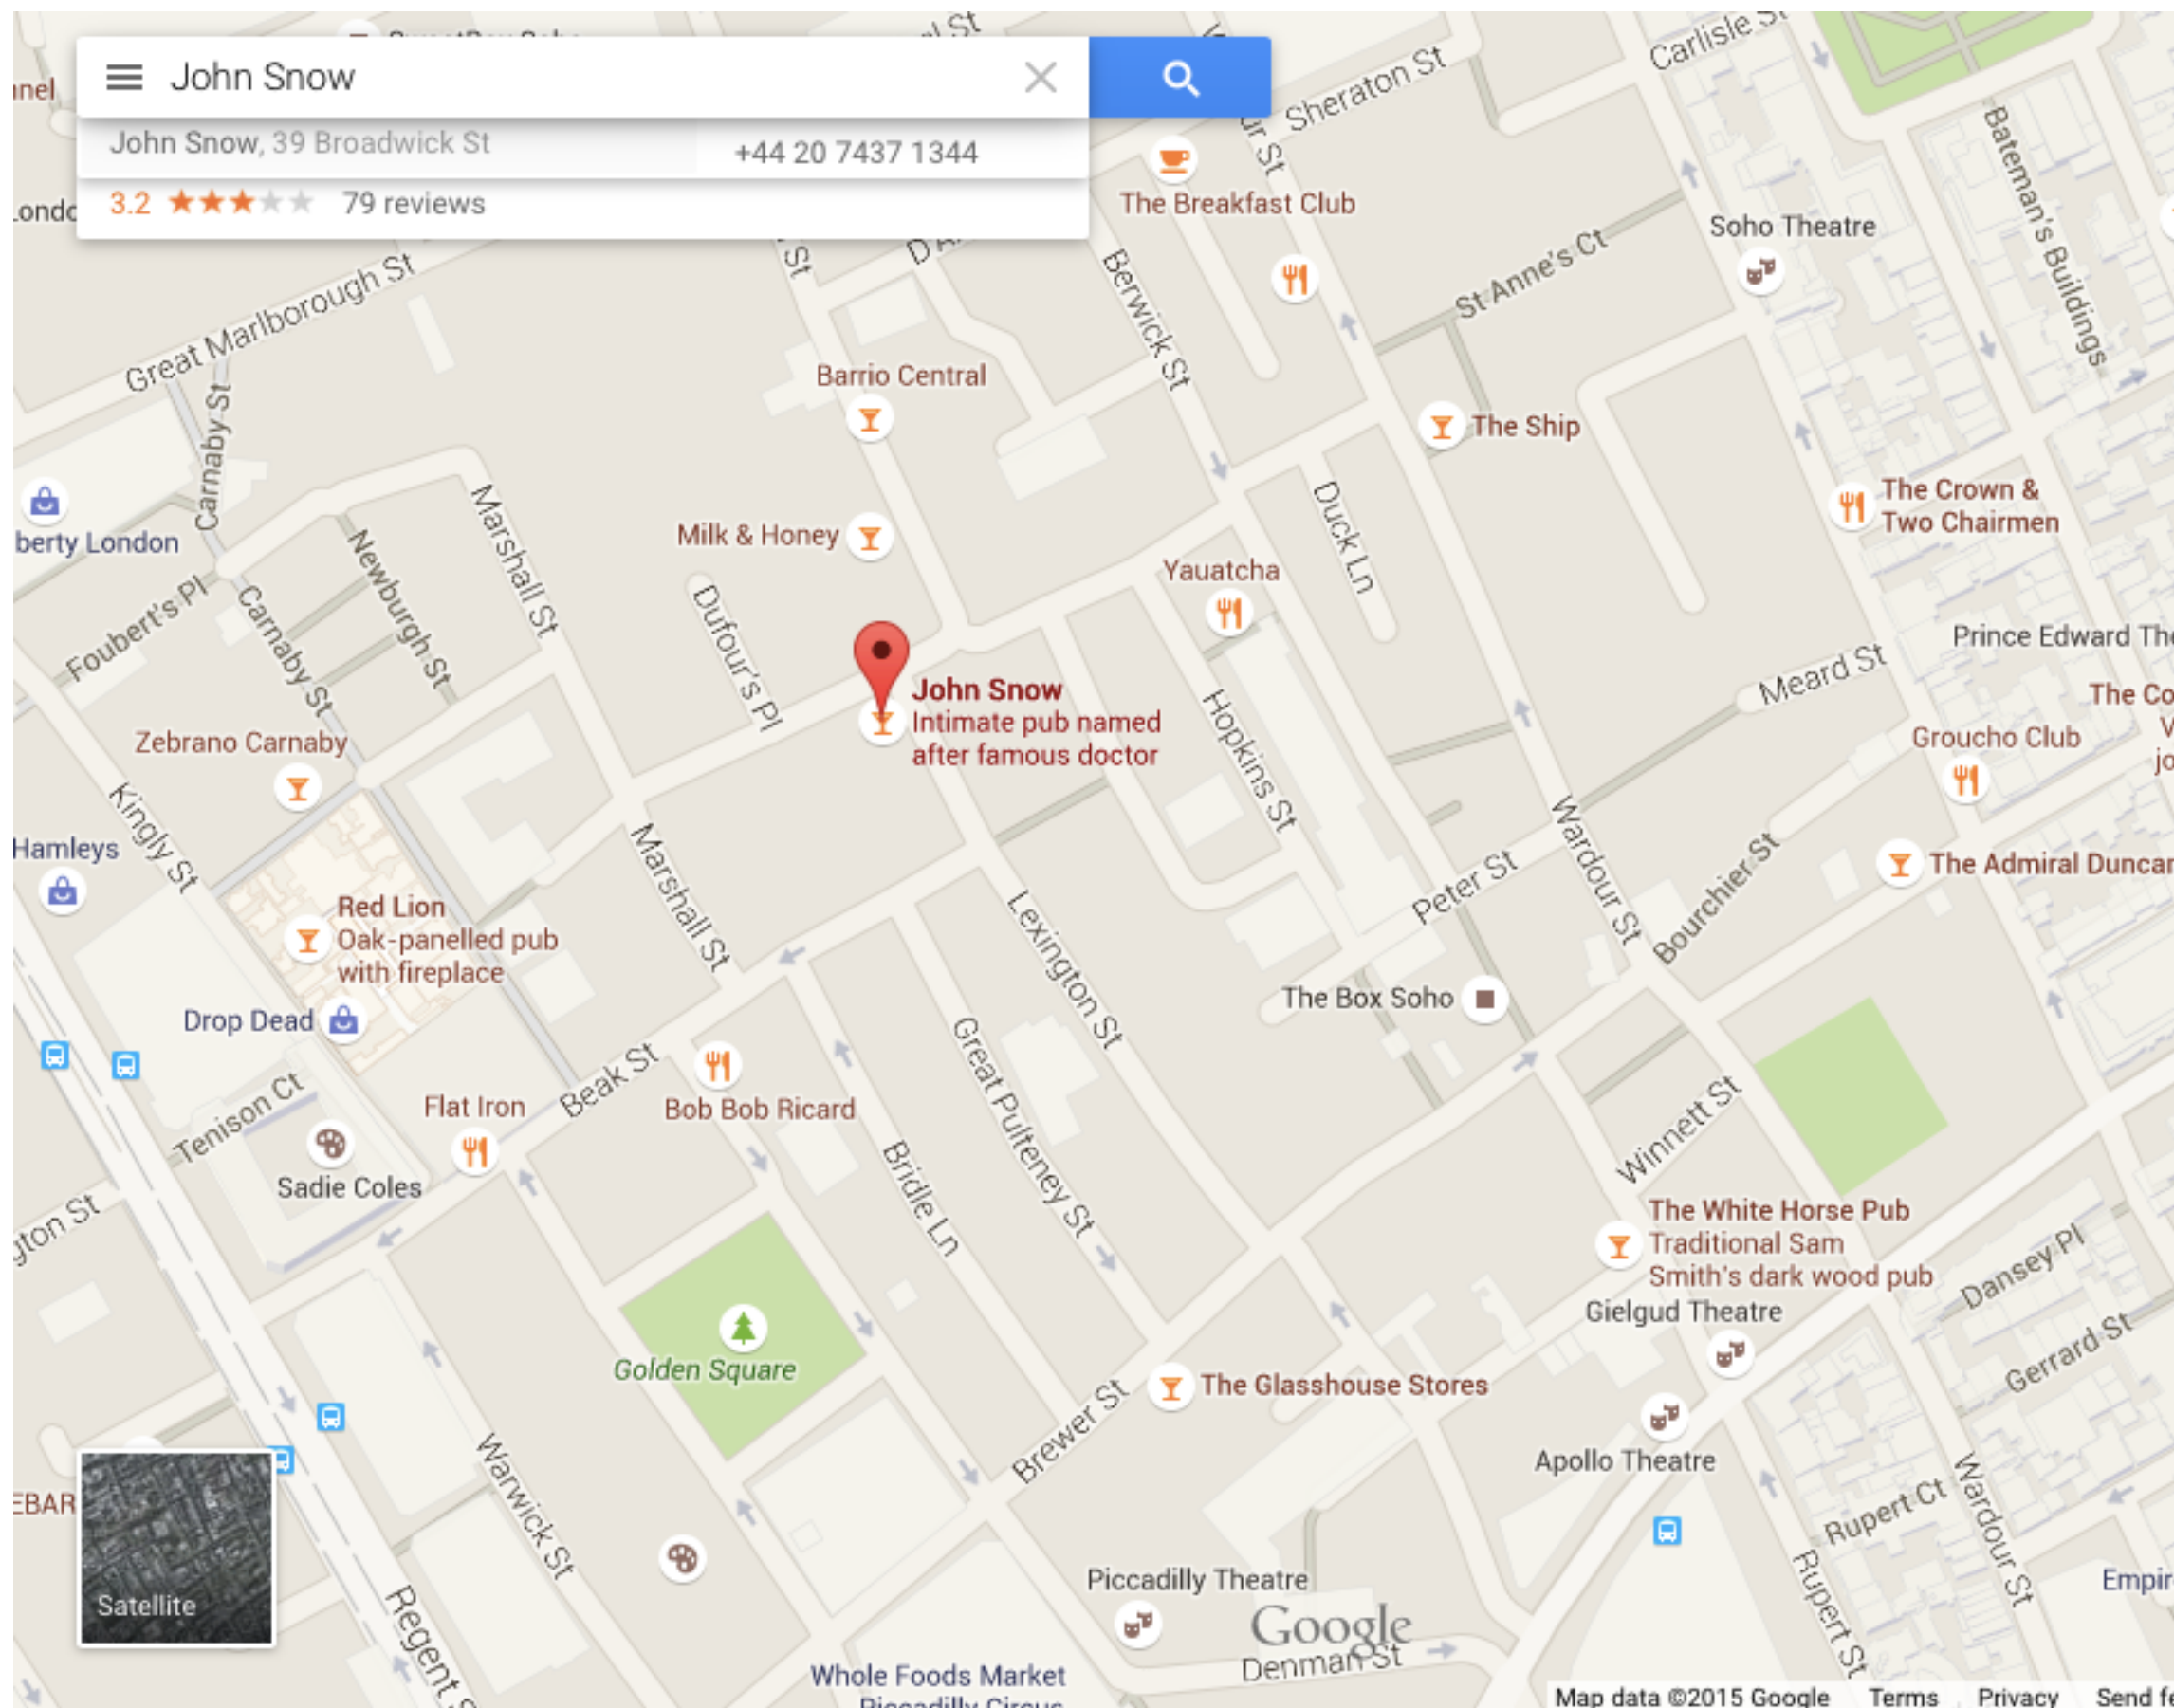 John Snow
John Snow, 39 Broadwick St
+44 20 7437 1344
3.2
79 reviews
Sheraton St
Carlisle St
Bateman's Buildings
The Breakfast Club
Soho Theatre
St Anne's Ct
Great Marlborough St
St
Berwick St
Barrio Central
The Ship
Carnaby St
Marshall St
Duck Ln
The Crown &
Two Chairmen
Milk & Honey
berty London
Newburgh St
Yauatcha
Foubert's Pl
Carnaby St
Dufour's Pl
Prince Edward
Meard St
John Snow
Intimate pub named
after famous doctor
Hopkins St
The
Groucho Club
Zebrano Carnaby
Kingly St
Hamleys
Marshall St
Wardour St
Peter St
Bourchier St
The Admiral Duncan
Red Lion
Oak-panelled pub
with fireplace
Lexington St
The Box Soho
Drop Dead
Beak St
Great Pulteney St
Tenison Ct
Flat Iron
Bob Bob Ricard
Winnett St
Sadie Coles
Bridle Ln
The White Horse Pub
Traditional Sam
Smith's dark wood pub
Dansey Pl
Gielgud Theatre
Gerrard St
Golden Square
The Glasshouse Stores
Brewer St
Apollo Theatre
Warwick St
Rupert Ct
Wardour St
EBAR
Piccadilly Theatre
Rupert St
Satellite
Google
Denman St
Regent S
Whole Foods Market
Piccadilly Circus
Map data ©2015 Google Terms Privacy Send